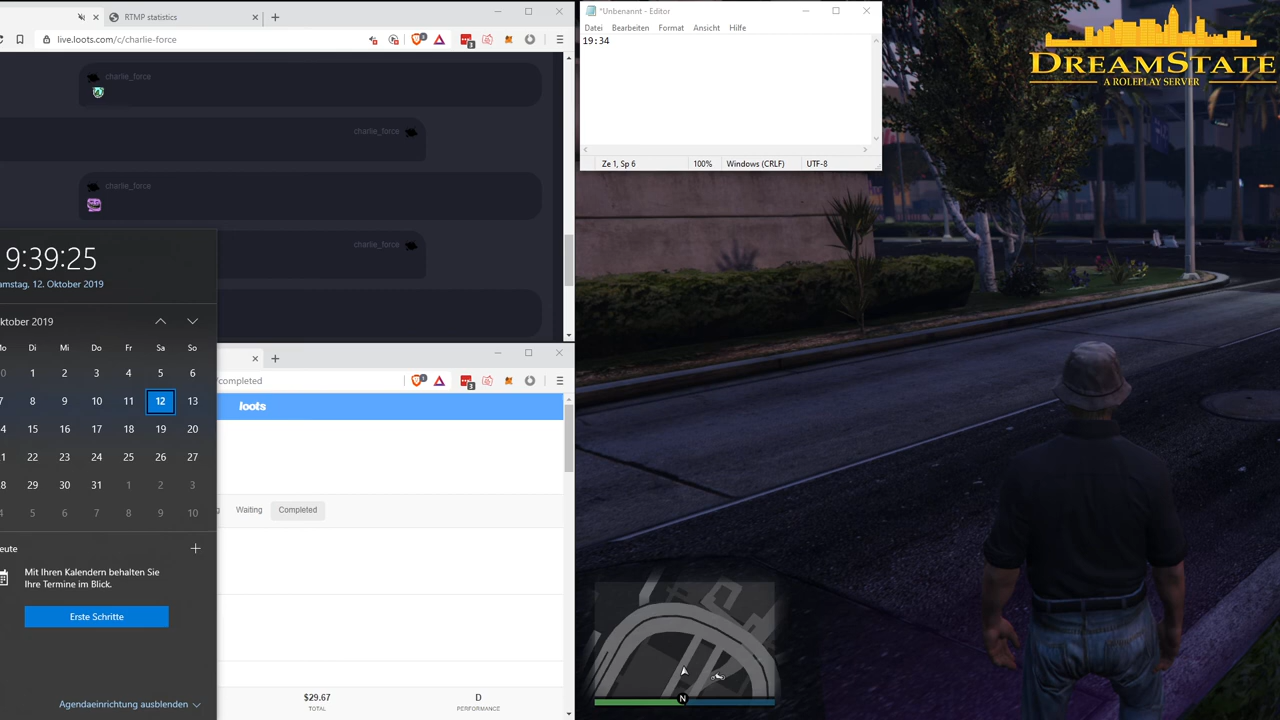 RTMP statistics
live.loots.com/c/charlie-force
charlie_force
charlie_force
charlie_force
charlie_force
9:39:25
amstag, 12. Oktober 2019
ktober 2019
Mo Di Mi Do Fr Sa So
0 1 2 3 4 5 6
7 8 9 10 11 12 13
4 15 16 17 18 19 20
1 22 23 24 25 26 27
28 29 30 31 1 2 3
4 5 6 7 8 9 10
eute
Mit Ihren Kalendern behalten Sie
Ihre Termine im Blick.
Erste Schritte
Agendaeinrichtung ausblenden
/completed
loots
g Waiting Completed
$29.67 D
TOTAL PERFORMANCE
*Unbenannt - Editor
Datei Bearbeiten Format Ansicht Hilfe
19:34
Ze 1, Sp 6 100% Windows (CRLF) UTF-8
DREAMSTATE
A ROLEPLAY SERVER
N